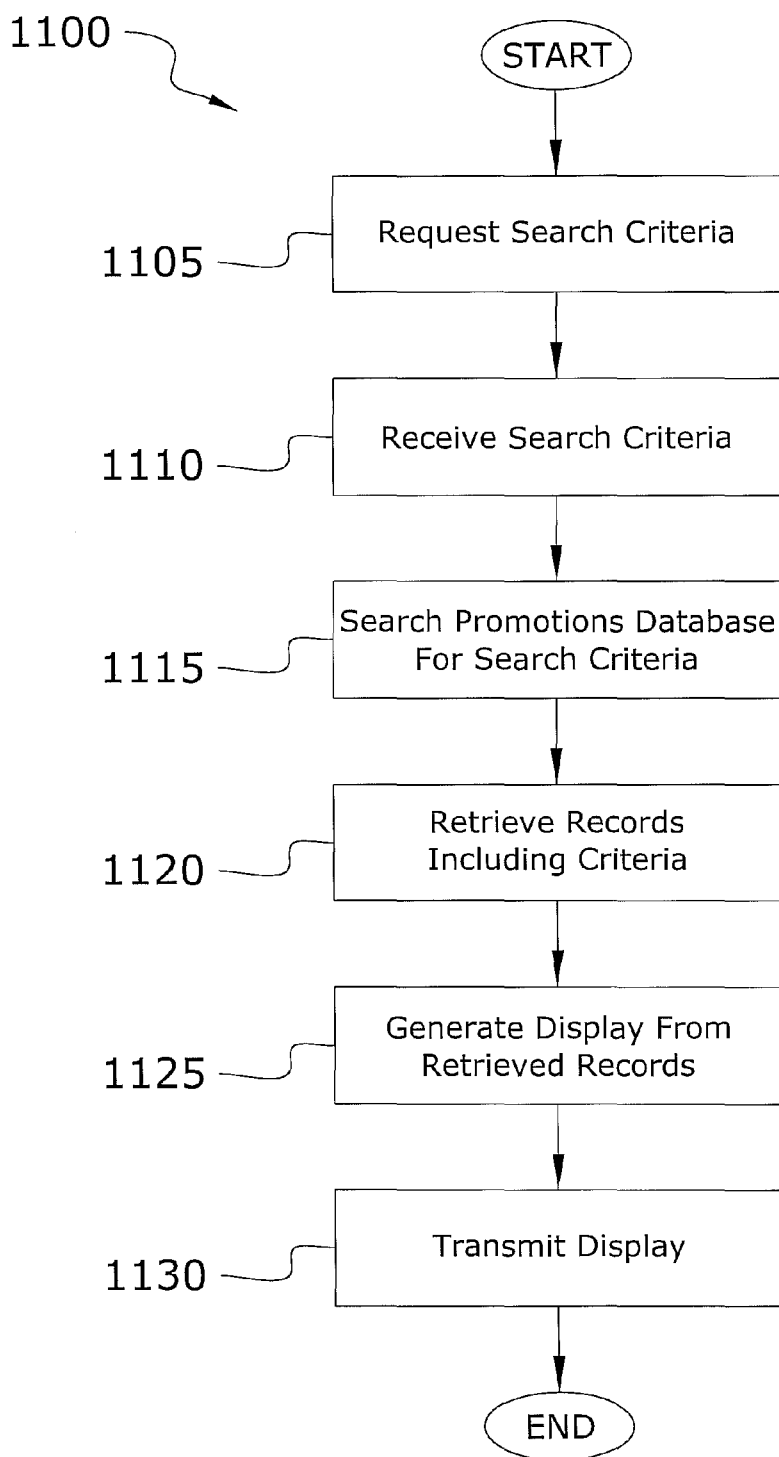 1100
START
Request Search Criteria
1105
Receive Search Criteria
1110
Search Promotions Database
For Search Criteria
1115
Retrieve Records
Including Criteria
1120
Generate Display From
Retrieved Records
1125
Transmit Display
1130
END